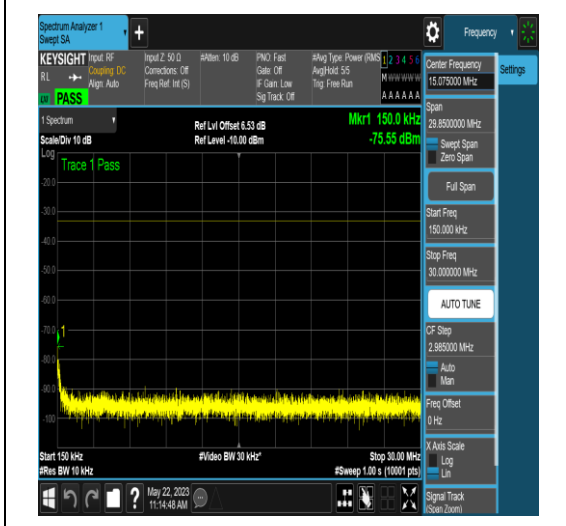 Spectrum Analyzer 1
Swept SA
+
Frequency
KEYSIGHT
Input: RF
Input Z: 50 Ω
#Atten: 10 dB
PNO: Fast
#Avg Type: Power (RMS
1 2 3 4 5 6
RL
Coupling: DC
Corrections: Off
Gate: Off
Avg|Hold: 5/5
M W W W W W
Align: Auto
Freq Ref: Int (S)
IF Gain: Low
Trig: Free Run
PASS
Sig Track: Off
A A A A A A
1 Spectrum
Ref Lvl Offset 6.53 dB
Mkr1 150.0 kHz
Scale/Div 10 dB
Ref Level -10.00 dBm
-75.55 dBm
Log
Trace 1 Pass
-20.0
-30.0
-40.0
-50.0
-60.0
-70.0
1
-80.0
-90.0
-100
Start 150 kHz
#Video BW 30 kHz*
Stop 30.00 MHz
#Res BW 10 kHz
#Sweep 1.00 s (10001 pts)
?
May 22, 2023
11:14:48 AM
Center Frequency
15.075000 MHz
Settings
Span
29.8500000 MHz
Swept Span
Zero Span
Full Span
Start Freq
150.000 kHz
Stop Freq
30.000000 MHz
AUTO TUNE
CF Step
2.985000 MHz
Auto
Man
Freq Offset
0 Hz
X Axis Scale
Log
Lin
Signal Track
(Span Zoom)